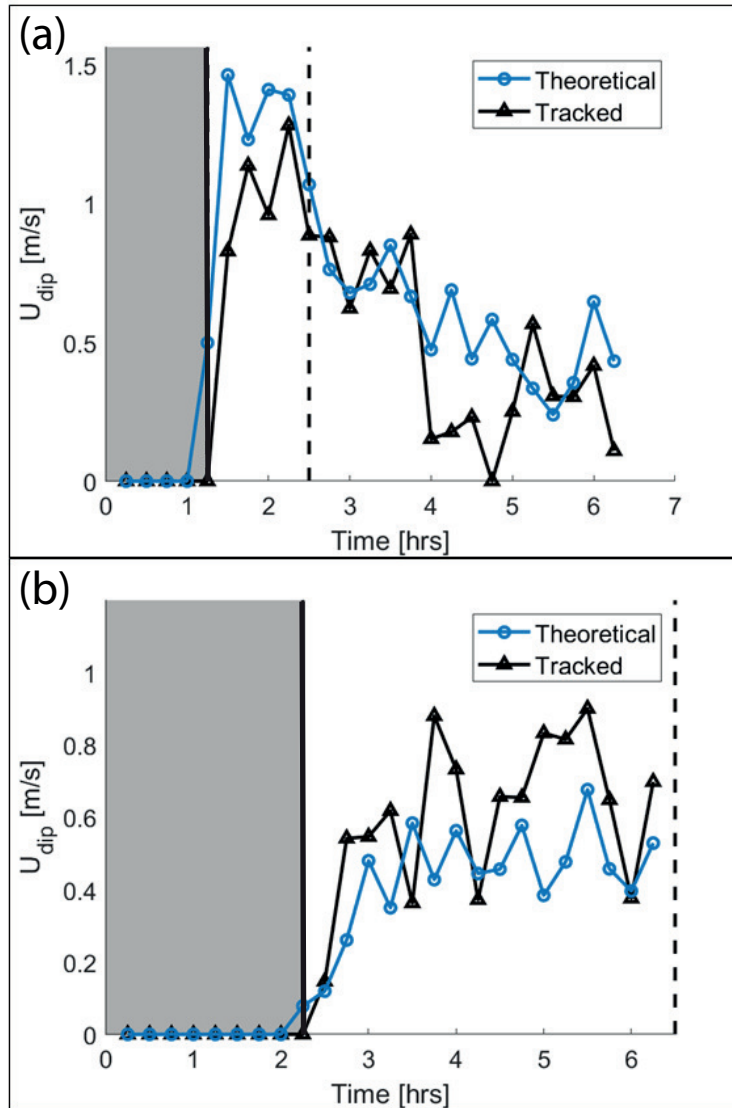 (a)
1.5
1
0.5
0
U_dip [m/s]
Theoretical
Tracked
0 1 2 3 4 5 6 7
Time [hrs]
(b)
1
0.8
0.6
0.4
0.2
0
U_dip [m/s]
Theoretical
Tracked
0 1 2 3 4 5 6
Time [hrs]